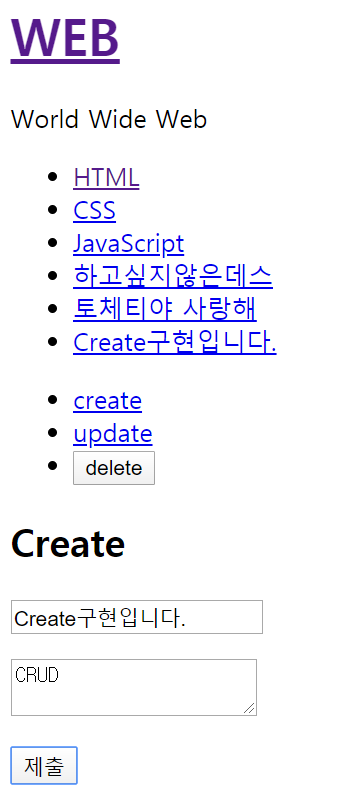 WEB
World Wide Web
HTML
CSS
JavaScript
하고싶지않은데스
토체티야 사랑해
Create구현입니다.
create
update
delete
Create
Create구현입니다.
CRUD
제출